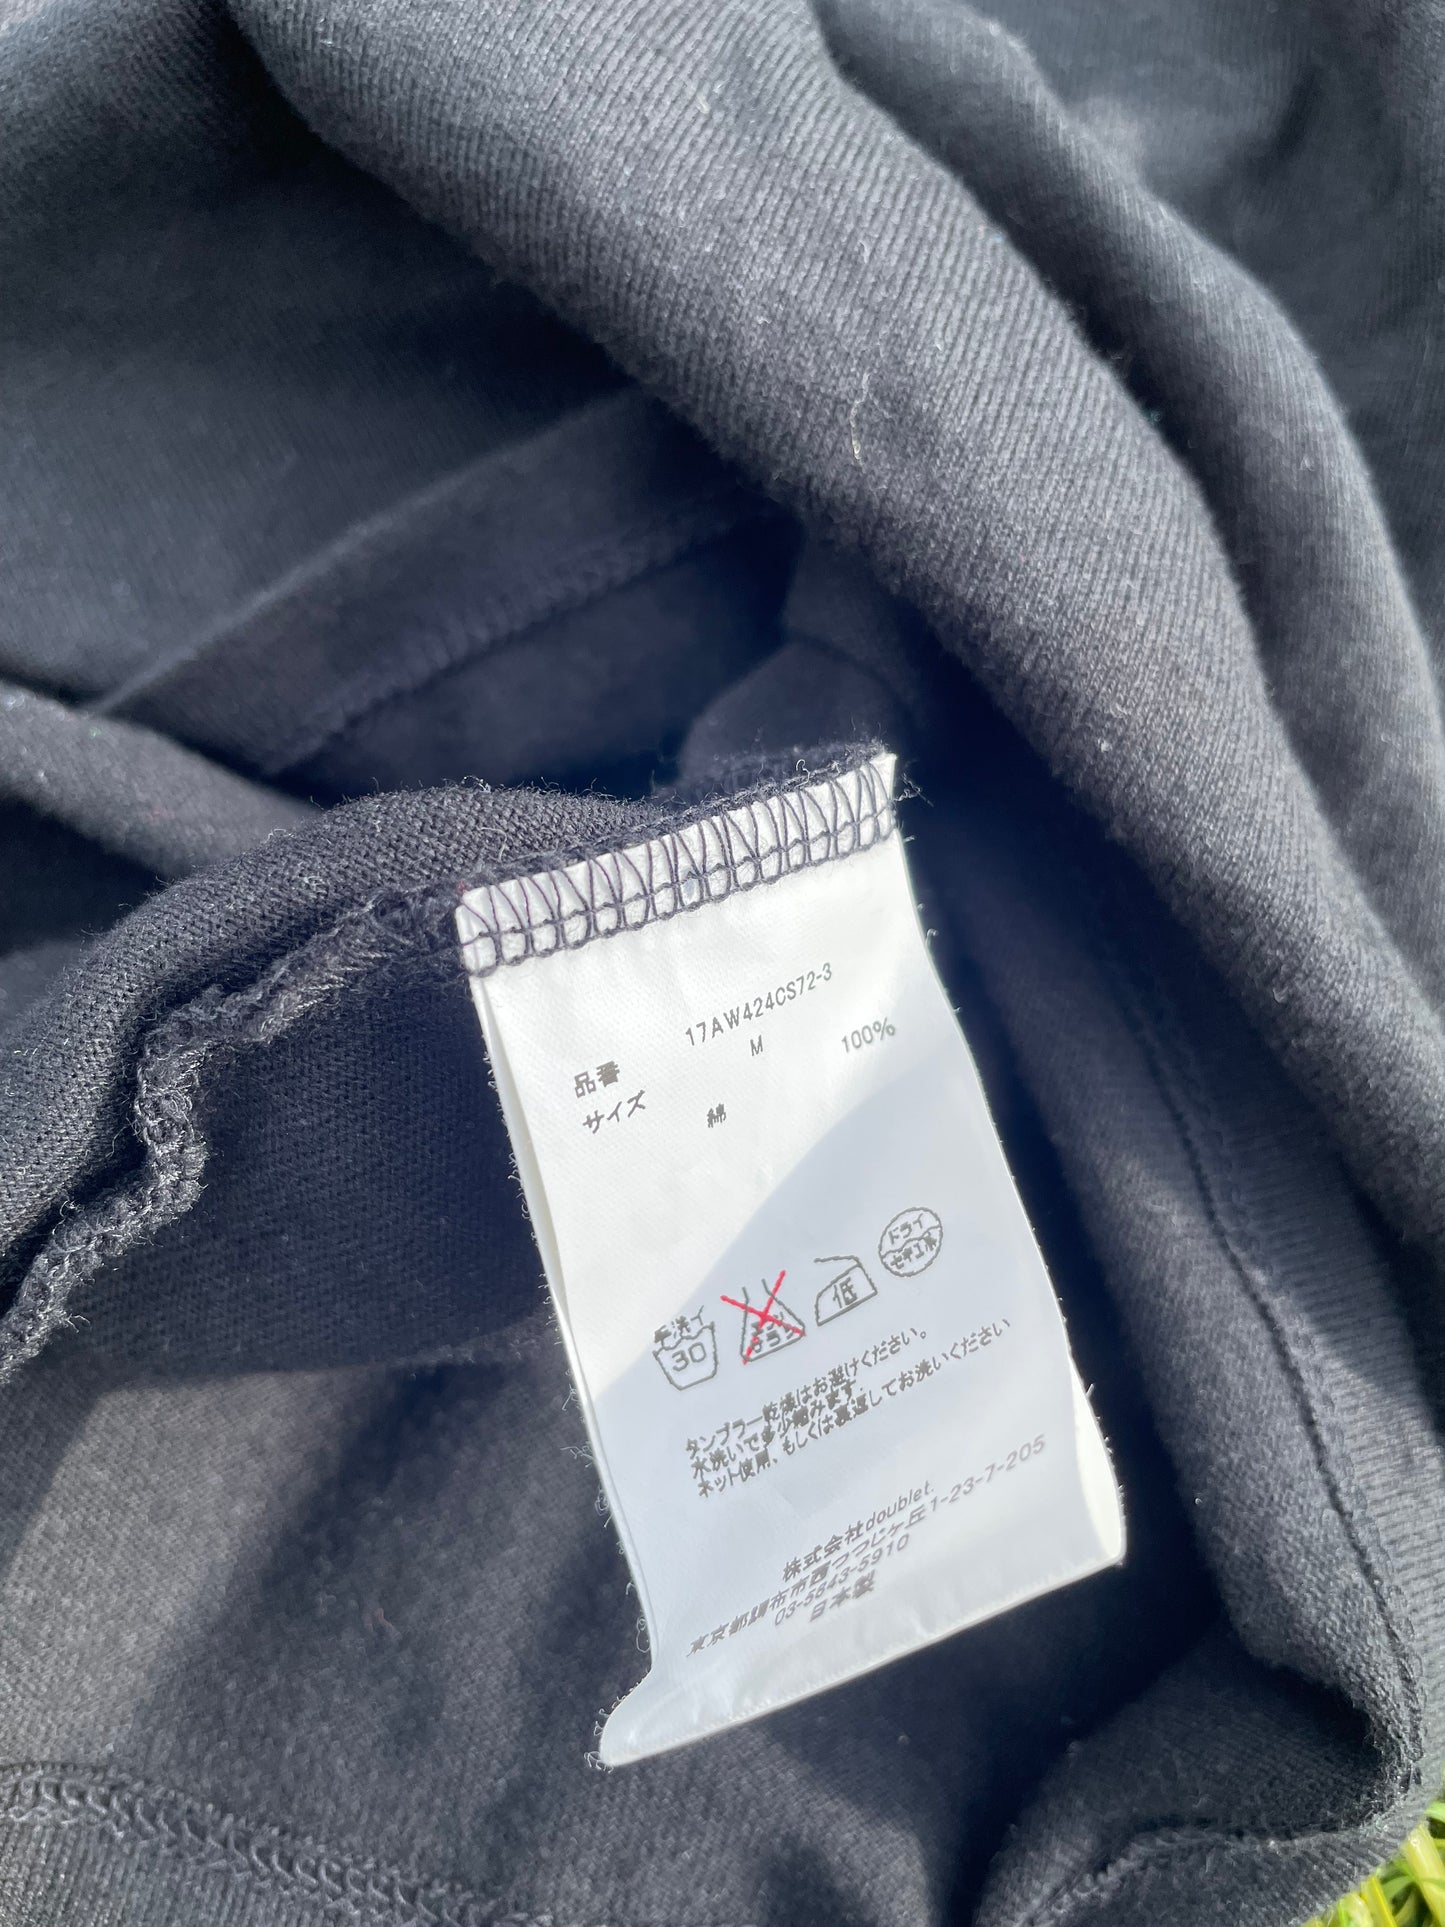 品番 17AW424CS72-3
サイズ M
綿 100%
手洗イ
30
低
ドライ
セキユ系
タンブラー乾燥はお避けください。
水洗いで多少縮みます。
ネット使用、もしくは裏返してお洗いください
株式会社doublet.
東京都調布市西つつじケ丘1-23-7-205
03-5843-5910
日本製